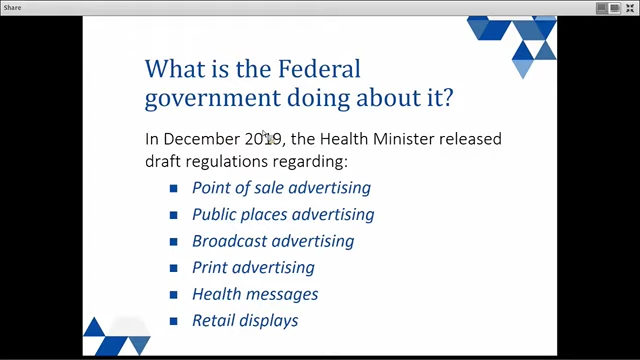 Share
What is the Federal
government doing about it?
In December 2019, the Health Minister released
draft regulations regarding:
Point of sale advertising
Public places advertising
Broadcast advertising
Print advertising
Health messages
Retail displays